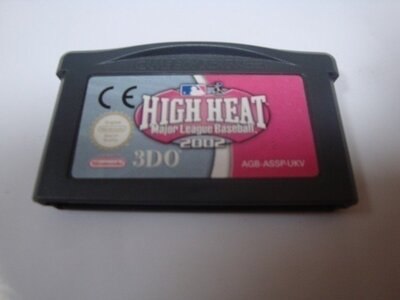 CE
HIGH HEAT
Major League Baseball
2002
3DO
AGB-ASSP-UKV